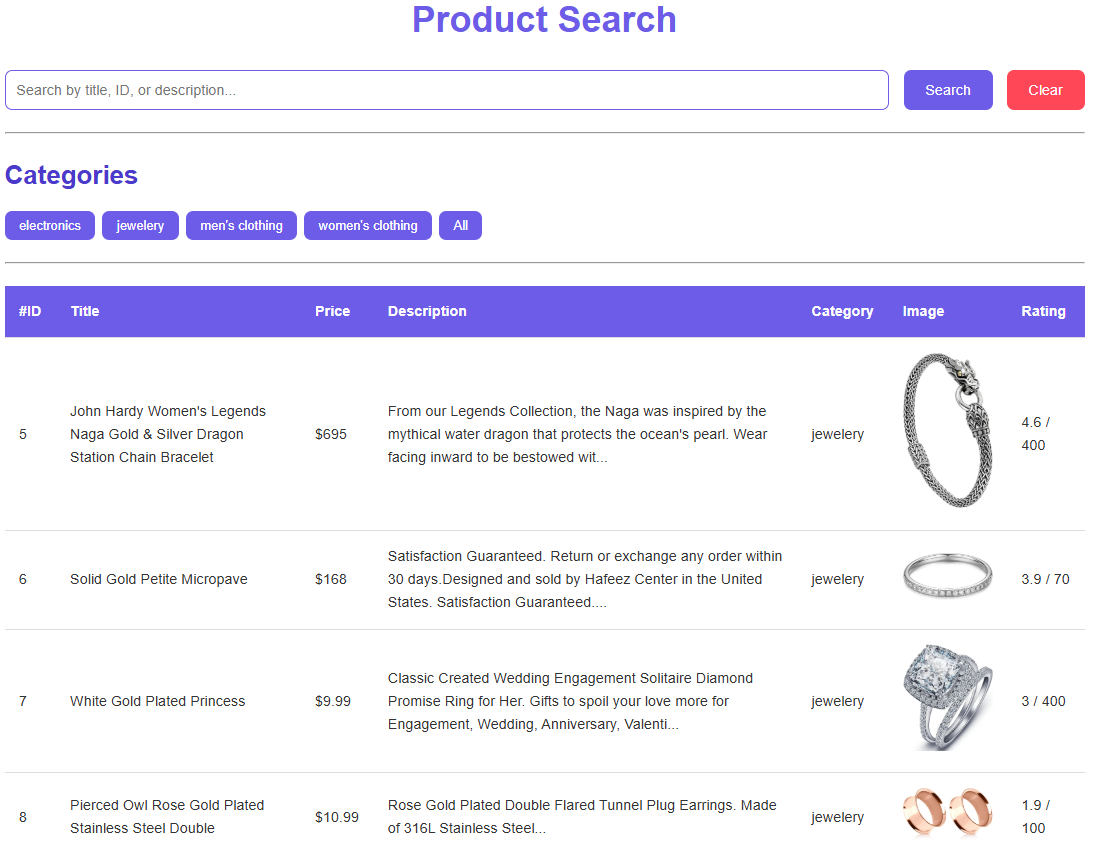 Product Search
Search by title, ID, or description...
Search
Clear
Categories
electronics
jewelery
men's clothing
women's clothing
All
#ID Title Price Description Category Image Rating
5
John Hardy Women's Legends
Naga Gold & Silver Dragon
Station Chain Bracelet
$695
From our Legends Collection, the Naga was inspired by the
mythical water dragon that protects the ocean's pearl. Wear
facing inward to be bestowed wit...
jewelery
4.6 /
400
6
Solid Gold Petite Micropave
$168
Satisfaction Guaranteed. Return or exchange any order within
30 days.Designed and sold by Hafeez Center in the United
States. Satisfaction Guaranteed....
jewelery
3.9 / 70
7
White Gold Plated Princess
$9.99
Classic Created Wedding Engagement Solitaire Diamond
Promise Ring for Her. Gifts to spoil your love more for
Engagement, Wedding, Anniversary, Valenti...
jewelery
3 / 400
8
Pierced Owl Rose Gold Plated
Stainless Steel Double
$10.99
Rose Gold Plated Double Flared Tunnel Plug Earrings. Made
of 316L Stainless Steel...
jewelery
1.9 /
100